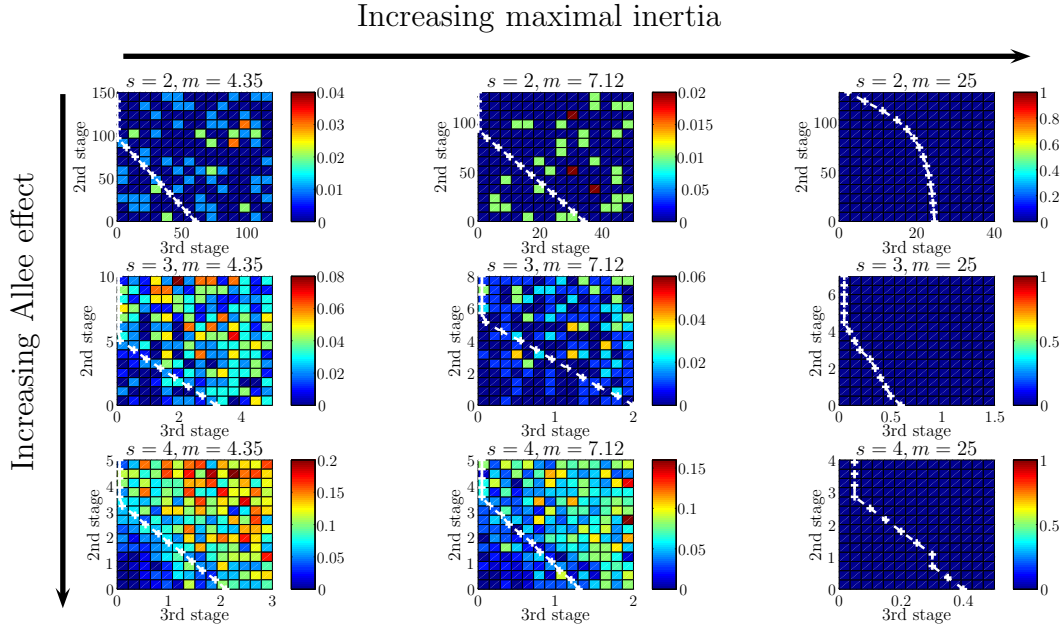 Increasing maximal inertia
Increasing Allee effect
s = 2, m = 4.35
150
100
50
0
2nd stage
0 50 100
3rd stage
0.04
0.03
0.02
0.01
0
s = 2, m = 7.12
100
50
0
2nd stage
0 20 40
3rd stage
0.02
0.015
0.01
0.005
0
s = 2, m = 25
100
50
0
2nd stage
0 20 40
3rd stage
1
0.8
0.6
0.4
0.2
0
s = 3, m = 4.35
10
5
0
2nd stage
2 4
3rd stage
0.08
0.06
0.04
0.02
0
s = 3, m = 7.12
8
6
4
2
0
2nd stage
0 1 2
3rd stage
0.06
0.04
0.02
0
s = 3, m = 25
6
4
2
0
2nd stage
0 0.5 1 1.5
3rd stage
1
0.5
0
s = 4, m = 4.35
5
4
3
2
1
0
2nd stage
0 1 2 3
3rd stage
0.2
0.15
0.1
0.05
0
s = 4, m = 7.12
5
4
3
2
1
0
2nd stage
0 1 2
3rd stage
0.15
0.10
0.05
0
s = 4, m = 25
4
3
2
1
0
2nd stage
0 0.2 0.4
3rd stage
1
0.5
0